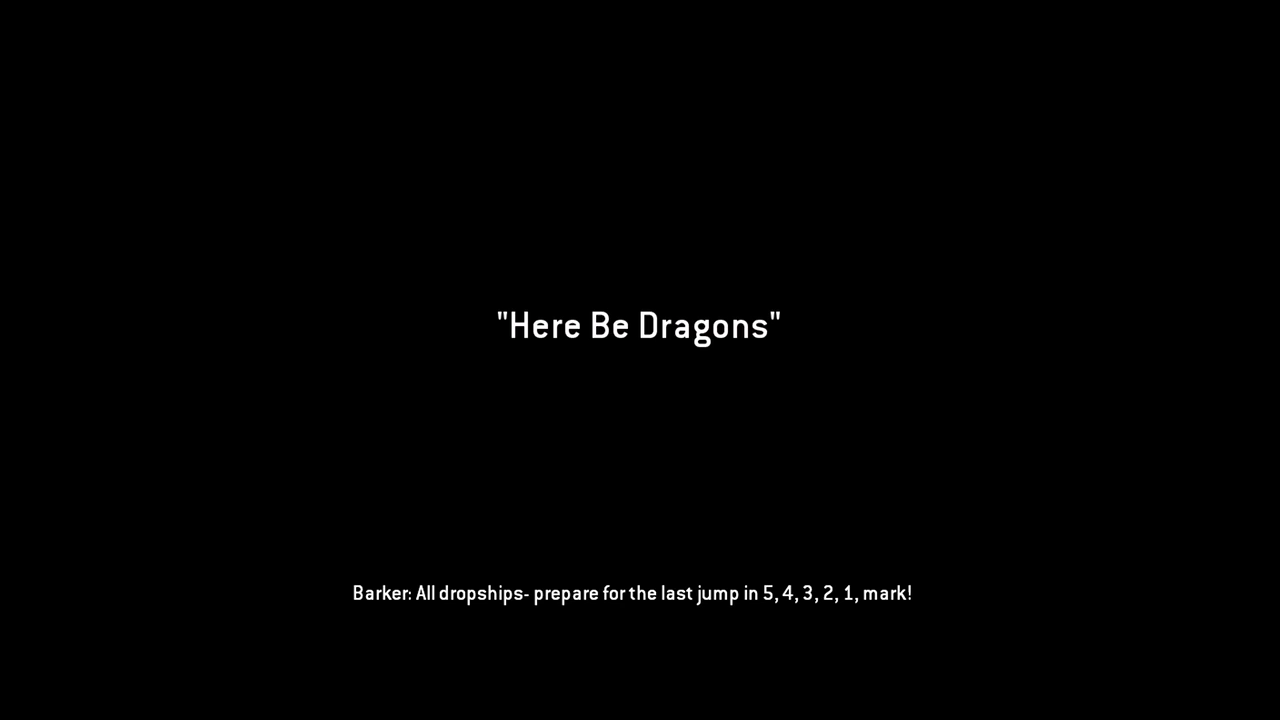 "Here Be Dragons"
Barker: All dropships- prepare for the last jump in 5, 4, 3, 2, 1, mark!